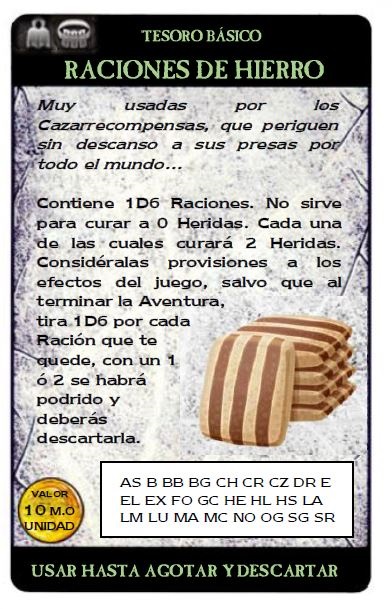 TESORO BÁSICO
RACIONES DE HIERRO
Muy usadas por los
Cazarrecompensas, que periguen
sin descanso a sus presas por
todo el mundo...
Contiene 1D6 Raciones. No sirve
para curar a 0 Heridas. Cada una
de las cuales curará 2 Heridas.
Considéralas provisiones a los
efectos del juego, salvo que al
terminar la Aventura,
tira 1D6 por cada
Ración que te
quede, con un 1
ó 2 se habrá
podrido y
deberás
descartarla.
AS B BB BG CH CR CZ DR E
EL EX FO GC HE HL HS LA
LM LU MA MC NO OG SG SR
VALOR
10 M.O
UNIDAD
USAR HASTA AGOTAR Y DESCARTAR